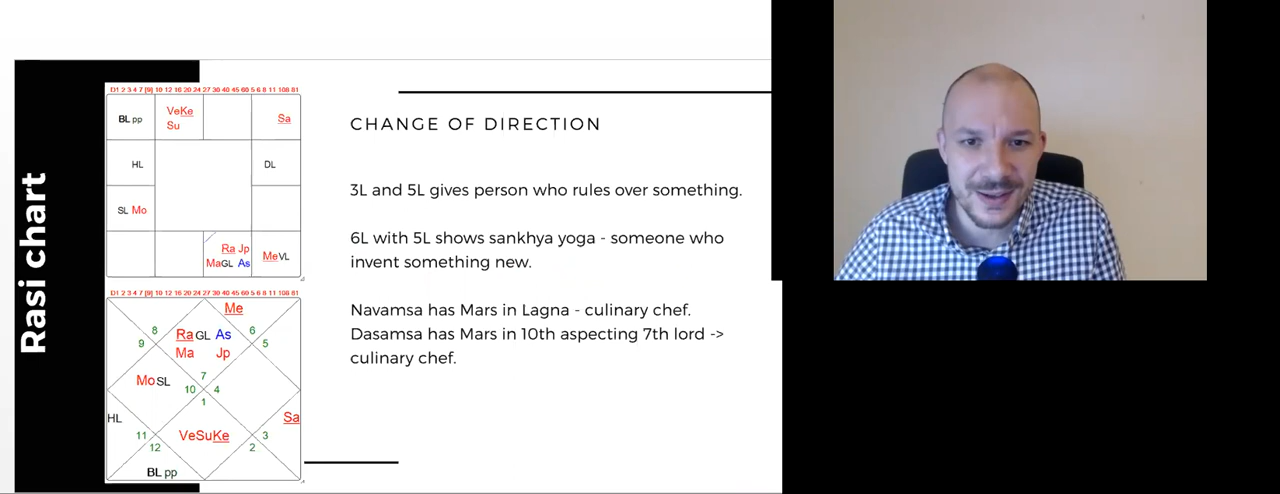 Rasi chart
D1 2 3 4 7 [9] 10 12 16 20 24 27 30 40 45 60 5 6 8 11 108 81
BL pp
VeKe
Su
Sa
HL
DL
SL Mo
Ra Jp
MaGL As
MeVL
D1 2 3 4 7 [9] 10 12 16 20 24 27 30 40 45 60 5 6 8 11 108 81
Me
8
Ra GL As
6
9
Ma Jp
5
7
Mo SL
10 4
1
HL
Sa
11
VeSuKe
3
12
2
BL pp
CHANGE OF DIRECTION
3L and 5L gives person who rules over something.
6L with 5L shows sankhya yoga - someone who
invent something new.
Navamsa has Mars in Lagna - culinary chef.
Dasamsa has Mars in 10th aspecting 7th lord ->
culinary chef.